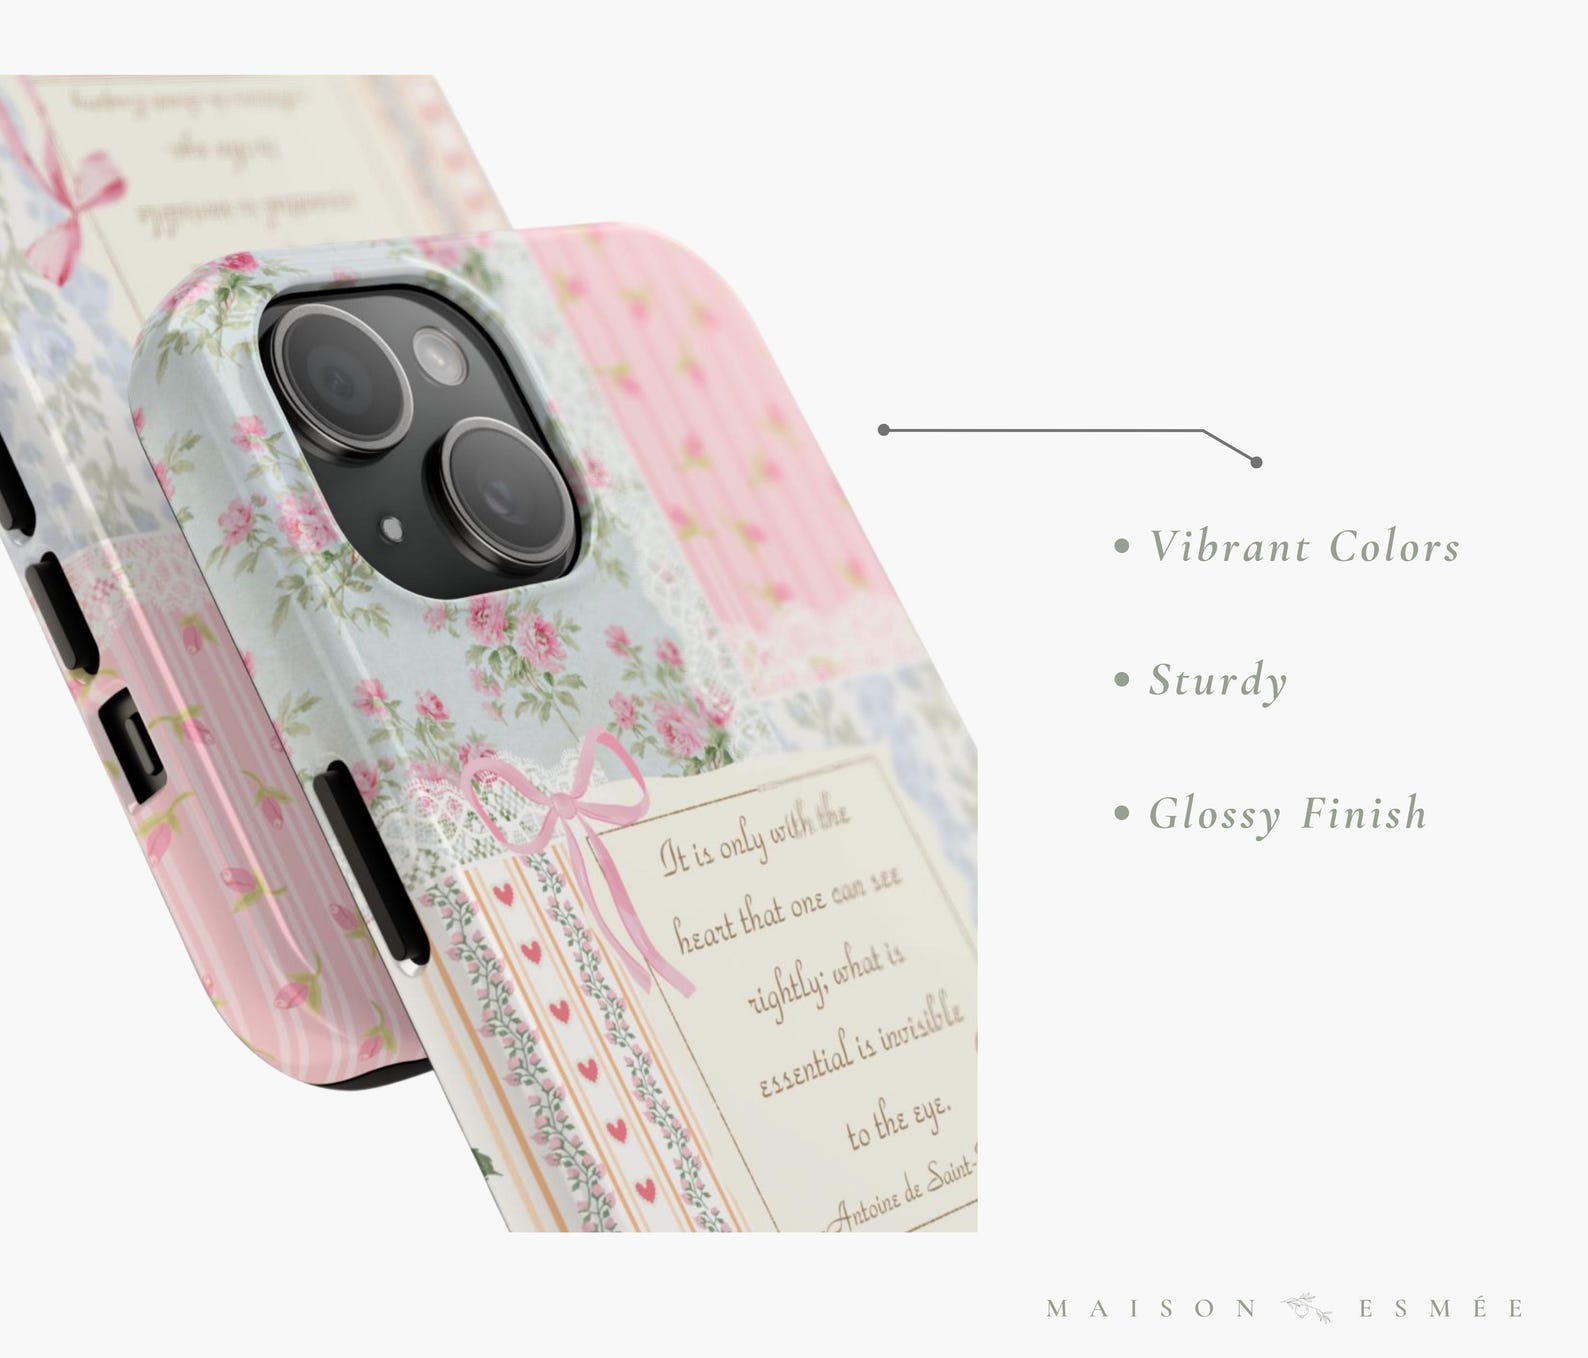 It is only with the
heart that one can see
rightly; what is
essential is invisible
to the eye.
Antoine de Saint-
• Vibrant Colors
• Sturdy
• Glossy Finish
MAISON ESMÉE